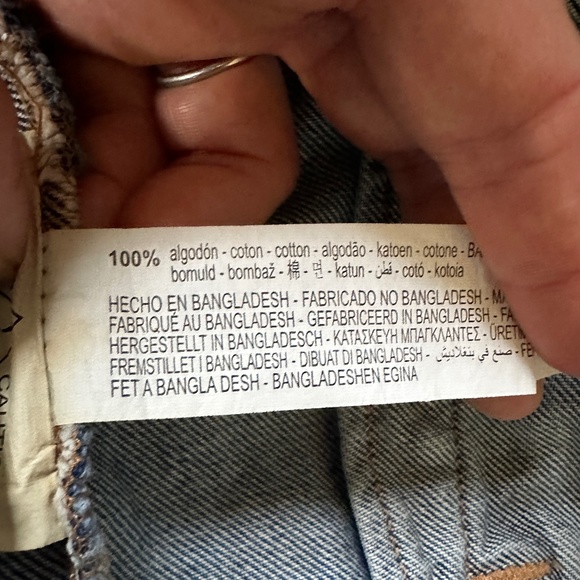 100% algodón - coton - cotton - algodão - katoen - cotone -
bomuld - bombaž - 棉 - 면 - katun - قطن - cotó - kotoia
HECHO EN BANGLADESH - FABRICADO NO BANGLADESH -
FABRIQUÉ AU BANGLADESH - GEFABRICEERD IN BANGLADESH -
HERGESTELLT IN BANGLADESCH - ΚΑΤΑΣΚΕΥΗ ΜΠΑΓΚΛΑΝΤΕΣ -
FREMSTILLET I BANGLADESH - DIBUAT DI BANGLADESH - صنع في بنغلاديش -
FET A BANGLA DESH - BANGLADESHEN EGINA